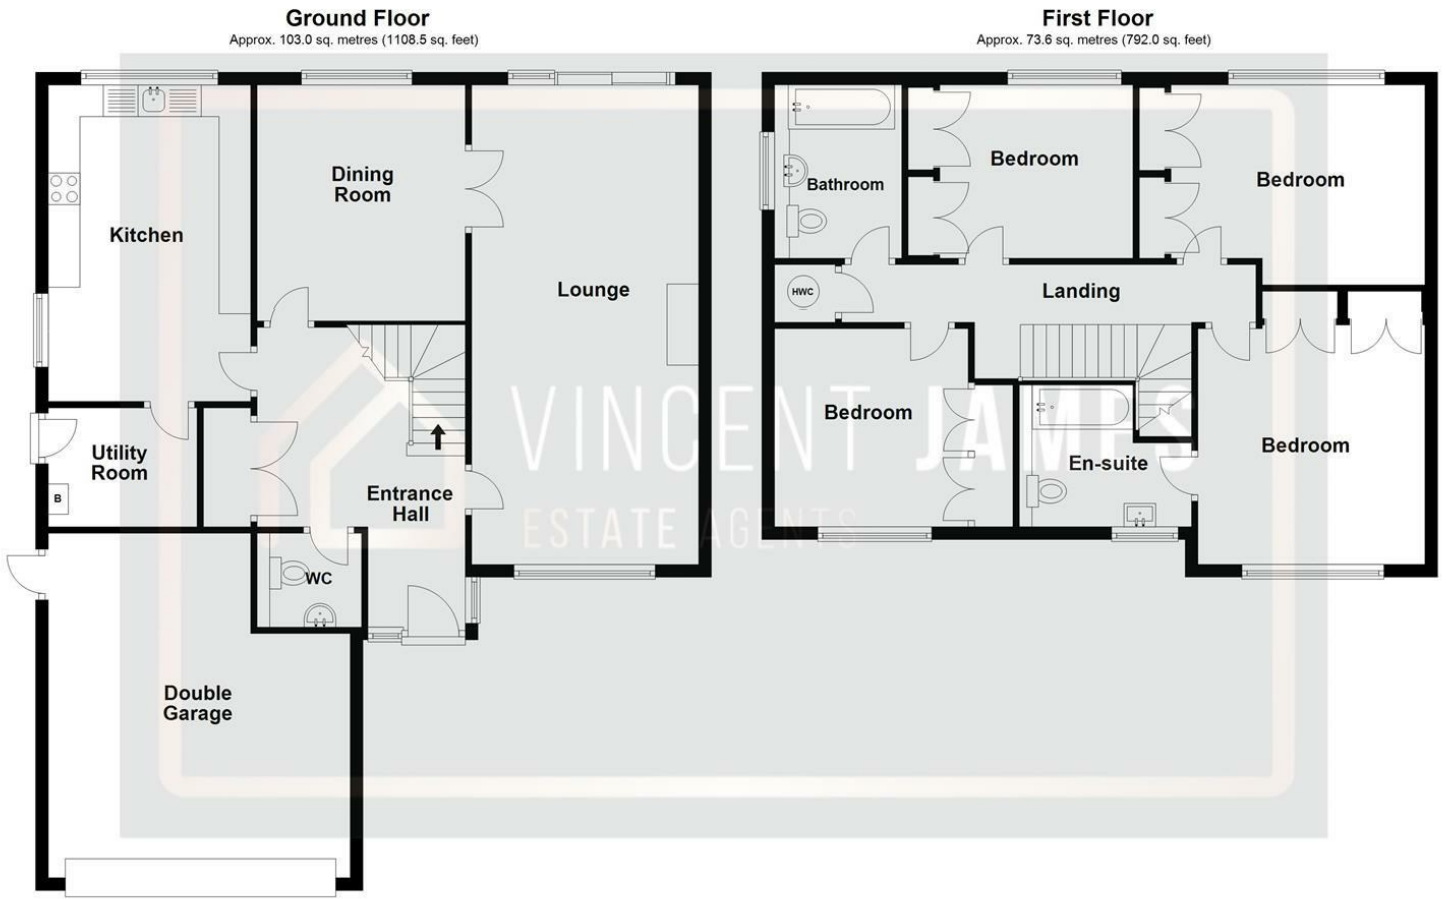 Ground Floor
Approx. 103.0 sq. metres (1108.5 sq. feet)
Kitchen
Dining
Room
Lounge
Utility
Room
B
Entrance
Hall
WC
Double
Garage
First Floor
Approx. 73.6 sq. metres (792.0 sq. feet)
Bathroom
Bedroom
Bedroom
HWC
Landing
Bedroom
En-suite
Bedroom
VINCENT JAMES
ESTATE AGENTS